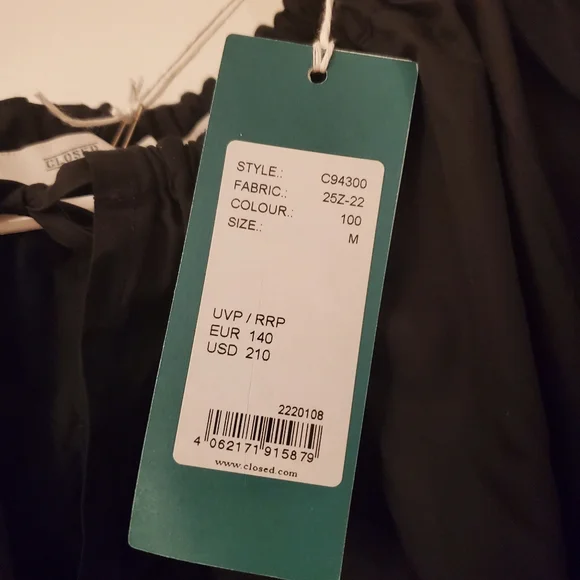 CLOSED
STYLE.: C94300
FABRIC.: 25Z-22
COLOUR.: 100
SIZE.: M
UVP / RRP
EUR 140
USD 210
2220108
4 062171 915879
www.closed.com